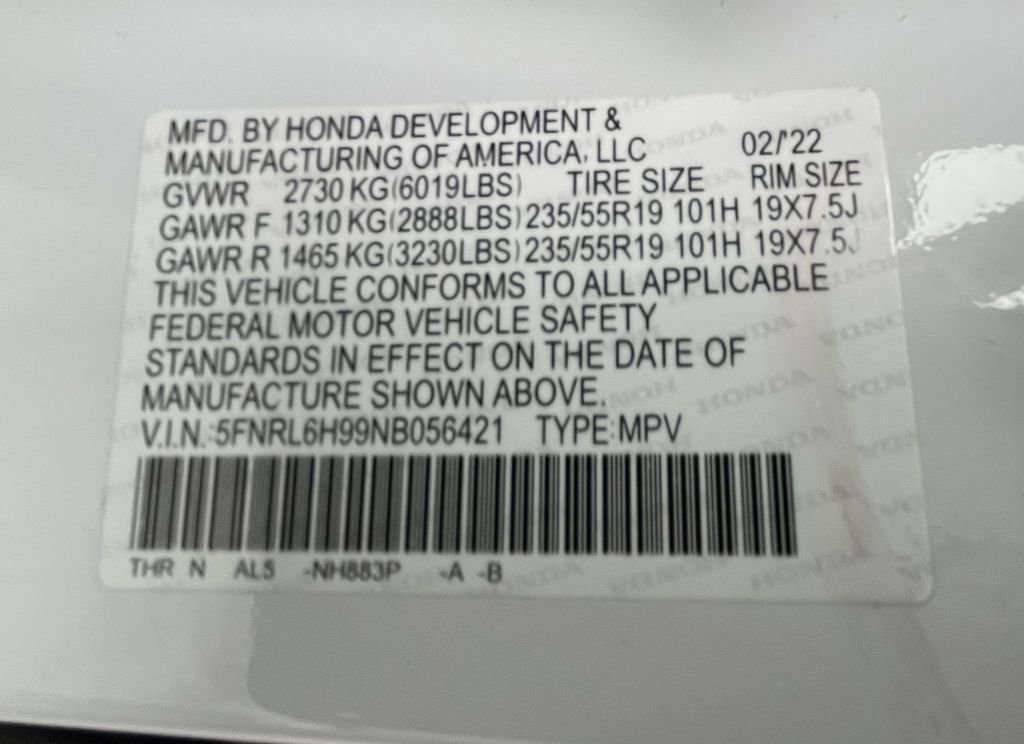 MFD. BY HONDA DEVELOPMENT &
MANUFACTURING OF AMERICA, LLC 02/'22
GVWR 2730 KG(6019LBS) TIRE SIZE RIM SIZE
GAWR F 1310 KG(2888LBS) 235/55R19 101H 19X7.5J
GAWR R 1465 KG(3230LBS) 235/55R19 101H 19X7.5J
THIS VEHICLE CONFORMS TO ALL APPLICABLE
FEDERAL MOTOR VEHICLE SAFETY
STANDARDS IN EFFECT ON THE DATE OF
MANUFACTURE SHOWN ABOVE.
V.I.N.:5FNRL6H99NB056421 TYPE:MPV
THR N AL5 -NH883P -A -B